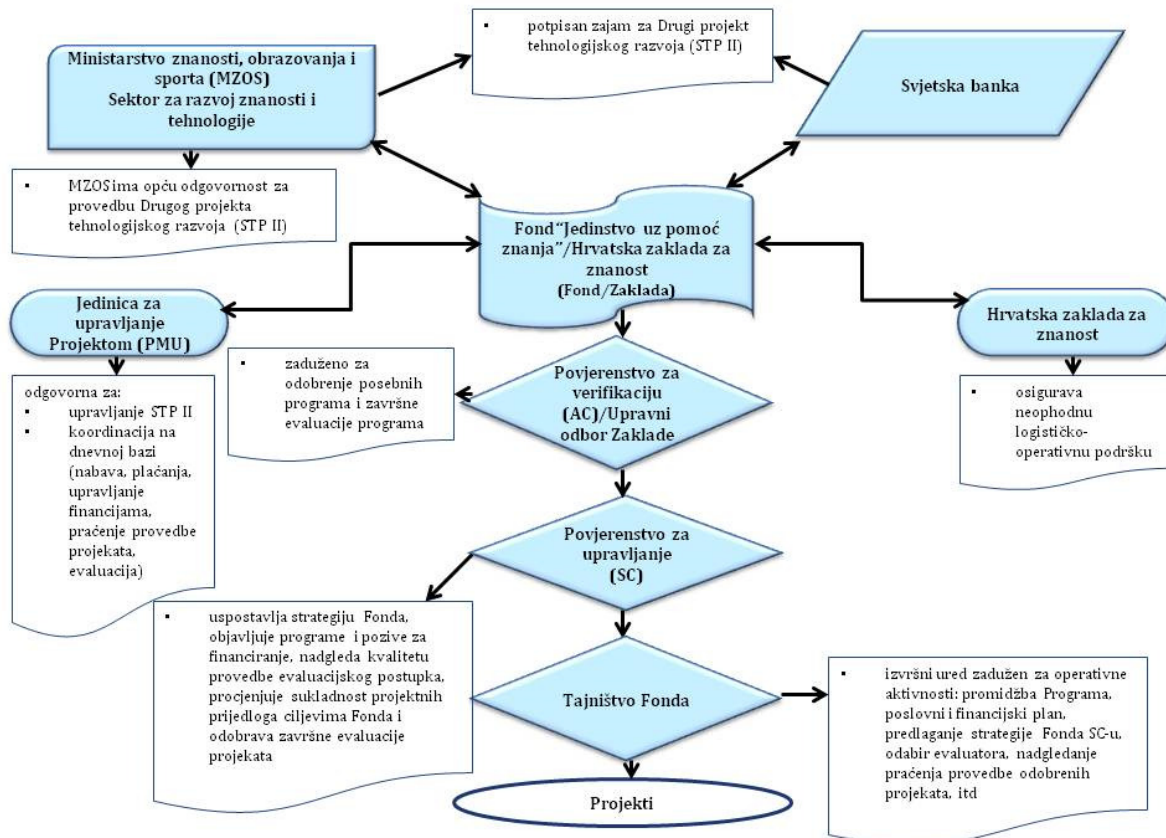 Ministarstvo znanosti, obrazovanja i
sporta (MZOS)
Sektor za razvoj znanosti i
tehnologije
▪ potpisan zajam za Drugi projekt
tehnologijskog razvoja (STP II)
Svjetska banka
▪ MZOS ima opću odgovornost za
provedbu Drugog projekta
tehnologijskog razvoja (STP II)
Fond “Jedinstvo uz pomoć
znanja”/Hrvatska zaklada za
znanost
(Fond/Zaklada)
Jedinica za
upravljanje
Projektom (PMU)
Hrvatska zaklada za
znanost
odgovorna za:
▪ upravljanje STP II
▪ koordinacija na
dnevnoj bazi
(nabava, plaćanja,
upravljanje
financijama,
praćenje provedbe
projekata,
evaluacija)
▪ zaduženo za
odobrenje posebnih
programa i završne
evaluacije programa
Povjerenstvo za
verifikaciju
(AC)/Upravni
odbor Zaklade
▪ osigurava
neophodnu
logističko-
operativnu podršku
Povjerenstvo za
upravljanje
(SC)
▪ uspostavlja strategiju Fonda,
objavljuje programe i pozive za
financiranje, nadgleda kvalitetu
provedbe evaluacijskog postupka,
procjenjuje sukladnost projektnih
prijedloga ciljevima Fonda i
odobrava završne evaluacije
projekata
Tajništvo Fonda
▪ izvršni ured zadužen za operativne
aktivnosti: promidžba Programa,
poslovni i financijski plan,
predlaganje strategije Fonda SC-u,
odabir evaluatora, nadgledanje
praćenja provedbe odobrenih
projekata, itd
Projekti